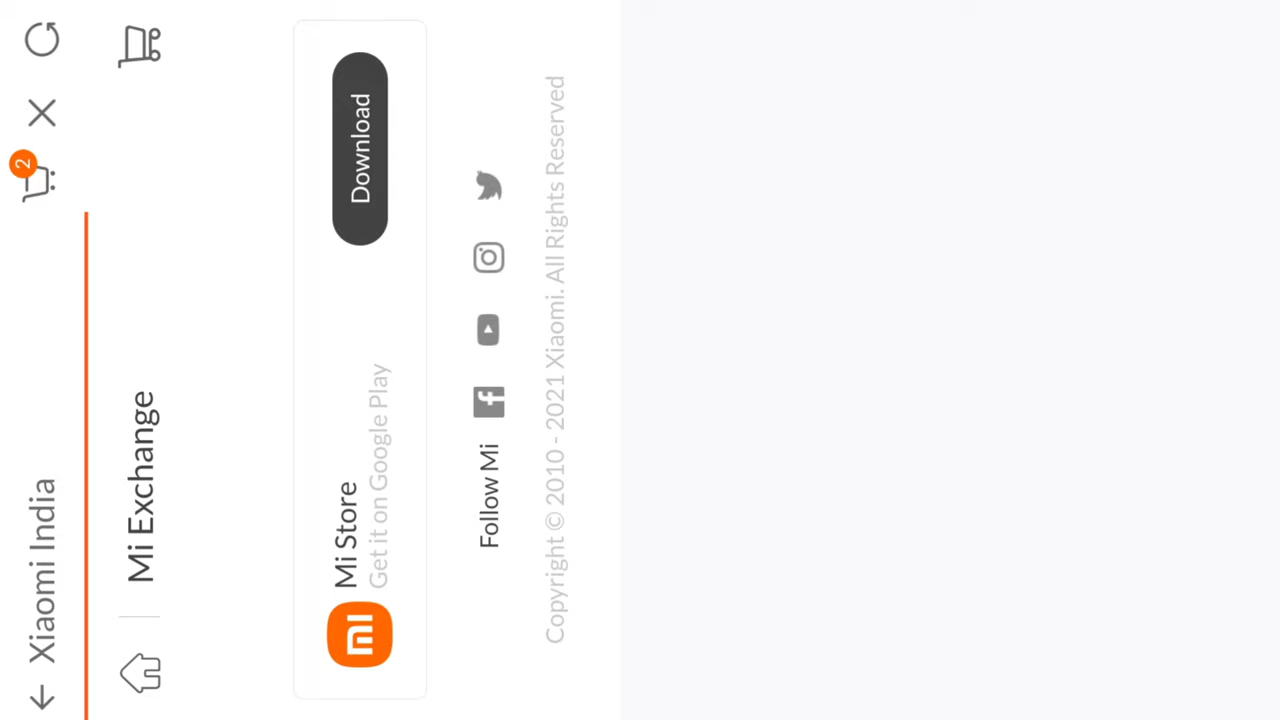 Xiaomi India
2
Mi Exchange
mi
Mi Store
Get it on Google Play
Download
Follow Mi
Copyright © 2010 - 2021 Xiaomi. All Rights Reserved